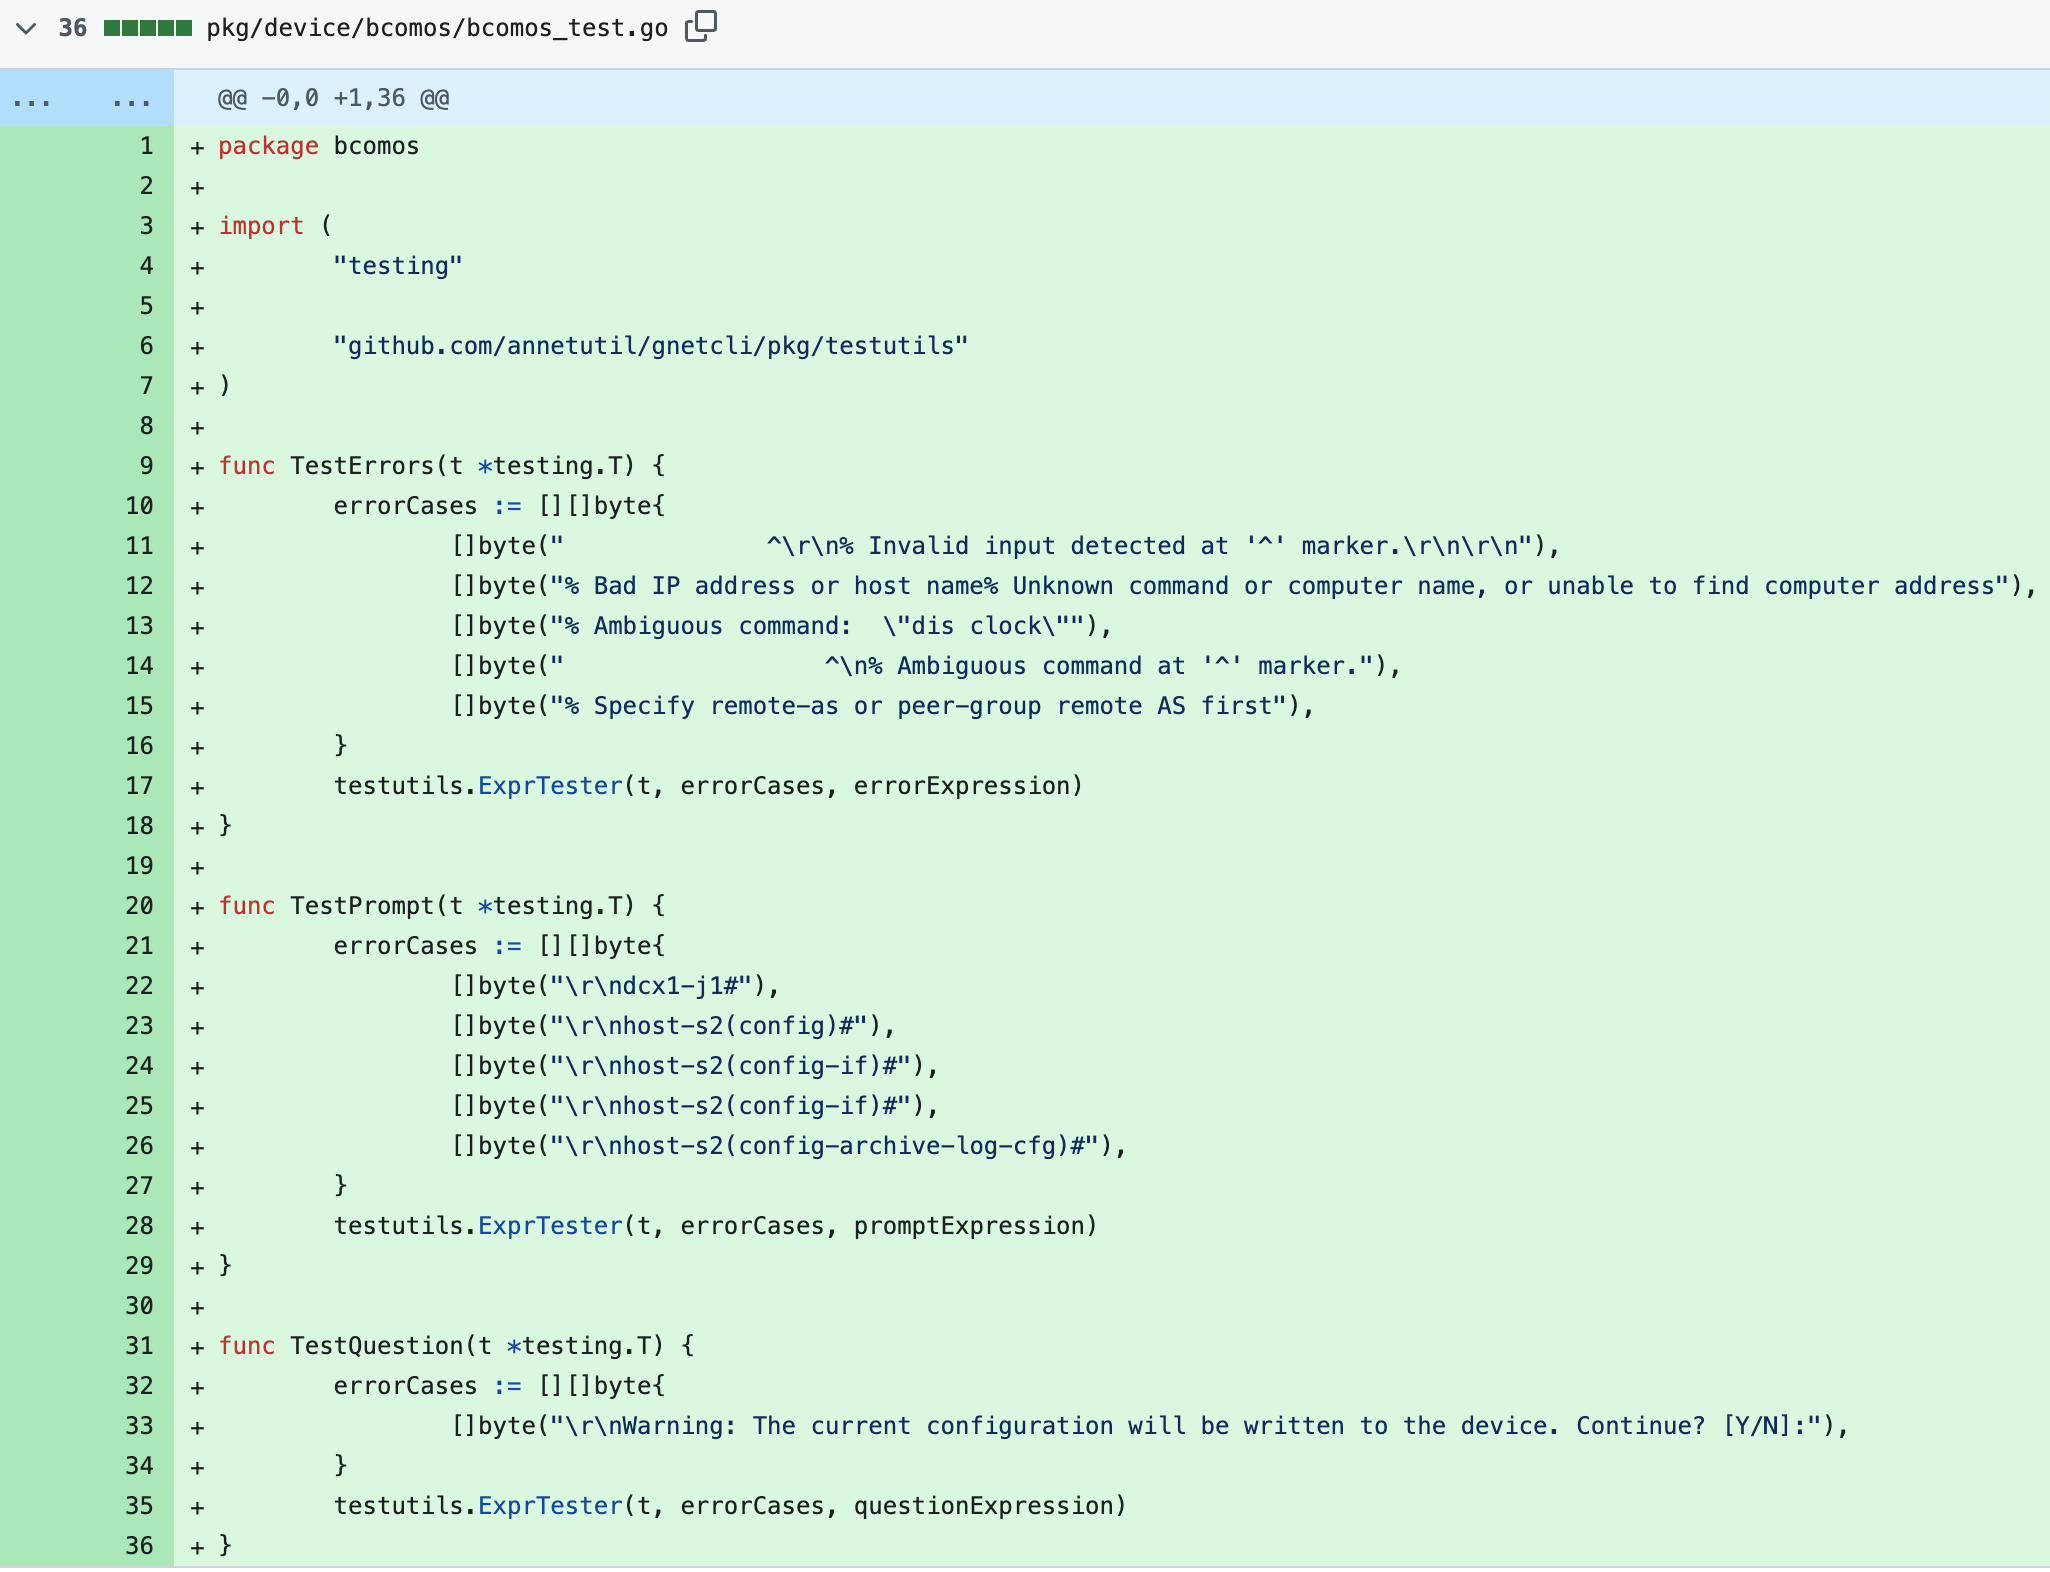 36 pkg/device/bcomos/bcomos_test.go
... ... @@ -0,0 +1,36 @@
1 + package bcomos
2 +
3 + import (
4 + "testing"
5 +
6 + "github.com/annetutil/gnetcli/pkg/testutils"
7 + )
8 +
9 + func TestErrors(t *testing.T) {
10 + errorCases := [][]byte{
11 + []byte("              ^\r\n% Invalid input detected at '^' marker.\r\n\r\n"),
12 + []byte("% Bad IP address or host name% Unknown command or computer name, or unable to find computer address"),
13 + []byte("% Ambiguous command:  \"dis clock\""),
14 + []byte("                  ^\n% Ambiguous command at '^' marker."),
15 + []byte("% Specify remote-as or peer-group remote AS first"),
16 + }
17 + testutils.ExprTester(t, errorCases, errorExpression)
18 + }
19 +
20 + func TestPrompt(t *testing.T) {
21 + errorCases := [][]byte{
22 + []byte("\r\ndcx1-j1#"),
23 + []byte("\r\nhost-s2(config)#"),
24 + []byte("\r\nhost-s2(config-if)#"),
25 + []byte("\r\nhost-s2(config-if)#"),
26 + []byte("\r\nhost-s2(config-archive-log-cfg)#"),
27 + }
28 + testutils.ExprTester(t, errorCases, promptExpression)
29 + }
30 +
31 + func TestQuestion(t *testing.T) {
32 + errorCases := [][]byte{
33 + []byte("\r\nWarning: The current configuration will be written to the device. Continue? [Y/N]:"),
34 + }
35 + testutils.ExprTester(t, errorCases, questionExpression)
36 + }